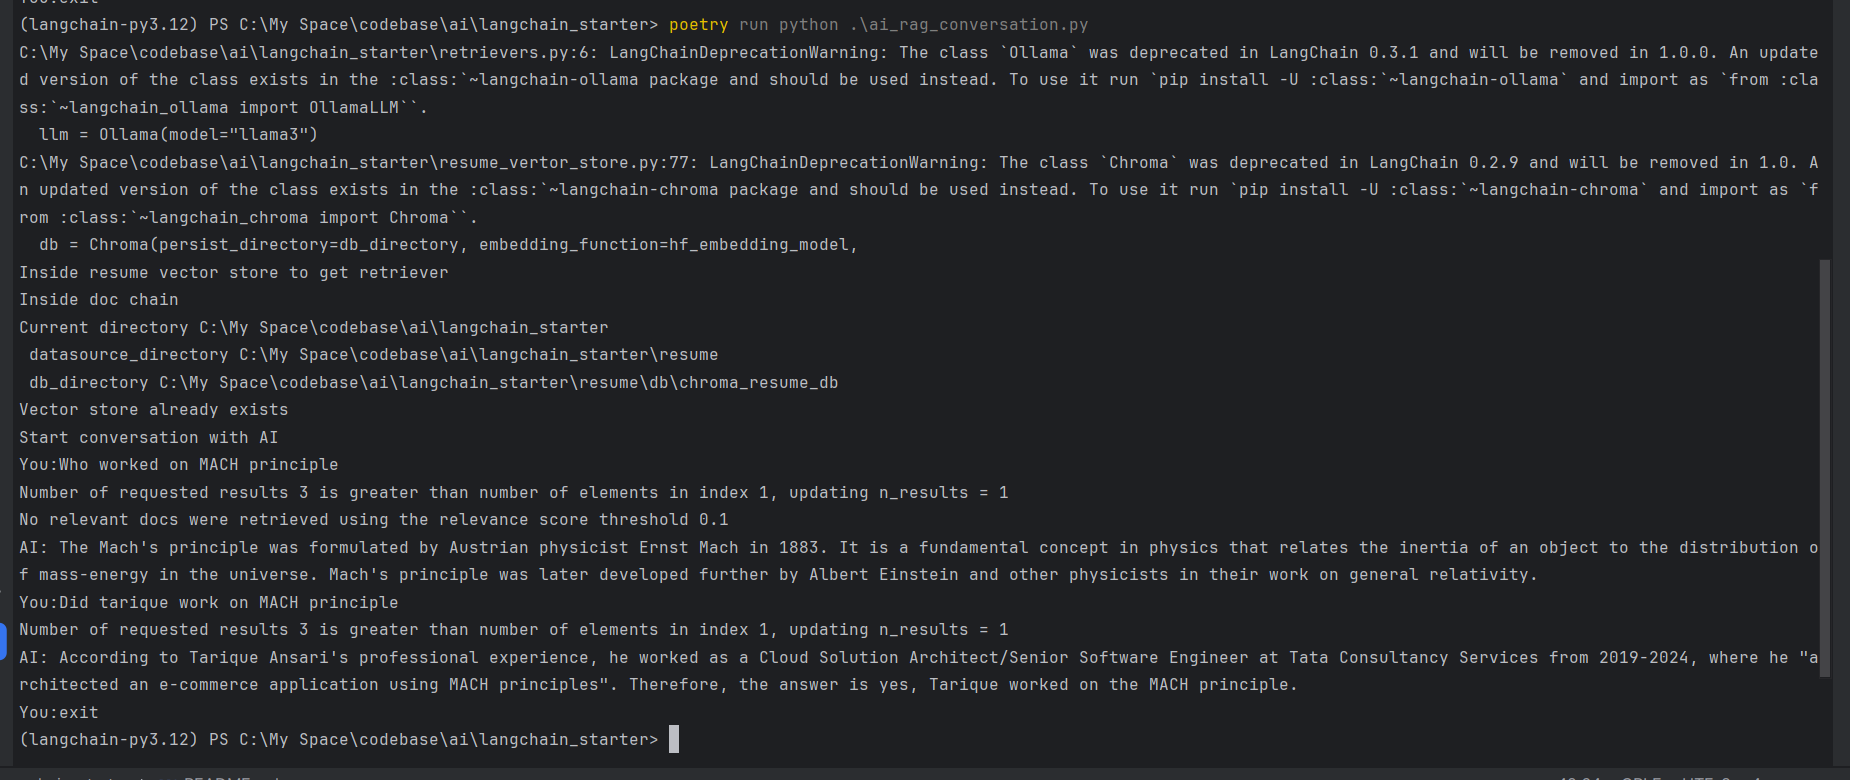 You:exit
(langchain-py3.12) PS C:\My Space\codebase\ai\langchain_starter> poetry run python .\ai_rag_conversation.py
C:\My Space\codebase\ai\langchain_starter\retrievers.py:6: LangChainDeprecationWarning: The class `Ollama` was deprecated in LangChain 0.3.1 and will be removed in 1.0.0. An update
d version of the class exists in the :class:`~langchain-ollama package and should be used instead. To use it run `pip install -U :class:`~langchain-ollama` and import as `from :cla
ss:`~langchain_ollama import OllamaLLM``.
  llm = Ollama(model="llama3")
C:\My Space\codebase\ai\langchain_starter\resume_vertor_store.py:77: LangChainDeprecationWarning: The class `Chroma` was deprecated in LangChain 0.2.9 and will be removed in 1.0. A
n updated version of the class exists in the :class:`~langchain-chroma package and should be used instead. To use it run `pip install -U :class:`~langchain-chroma` and import as `f
rom :class:`~langchain_chroma import Chroma``.
  db = Chroma(persist_directory=db_directory, embedding_function=hf_embedding_model,
Inside resume vector store to get retriever
Inside doc chain
Current directory C:\My Space\codebase\ai\langchain_starter
 datasource_directory C:\My Space\codebase\ai\langchain_starter\resume
 db_directory C:\My Space\codebase\ai\langchain_starter\resume\db\chroma_resume_db
Vector store already exists
Start conversation with AI
You:Who worked on MACH principle
Number of requested results 3 is greater than number of elements in index 1, updating n_results = 1
No relevant docs were retrieved using the relevance score threshold 0.1
AI: The Mach's principle was formulated by Austrian physicist Ernst Mach in 1883. It is a fundamental concept in physics that relates the inertia of an object to the distribution o
f mass-energy in the universe. Mach's principle was later developed further by Albert Einstein and other physicists in their work on general relativity.
You:Did tarique work on MACH principle
Number of requested results 3 is greater than number of elements in index 1, updating n_results = 1
AI: According to Tarique Ansari's professional experience, he worked as a Cloud Solution Architect/Senior Software Engineer at Tata Consultancy Services from 2019-2024, where he "a
rchitected an e-commerce application using MACH principles". Therefore, the answer is yes, Tarique worked on the MACH principle.
You:exit
(langchain-py3.12) PS C:\My Space\codebase\ai\langchain_starter>